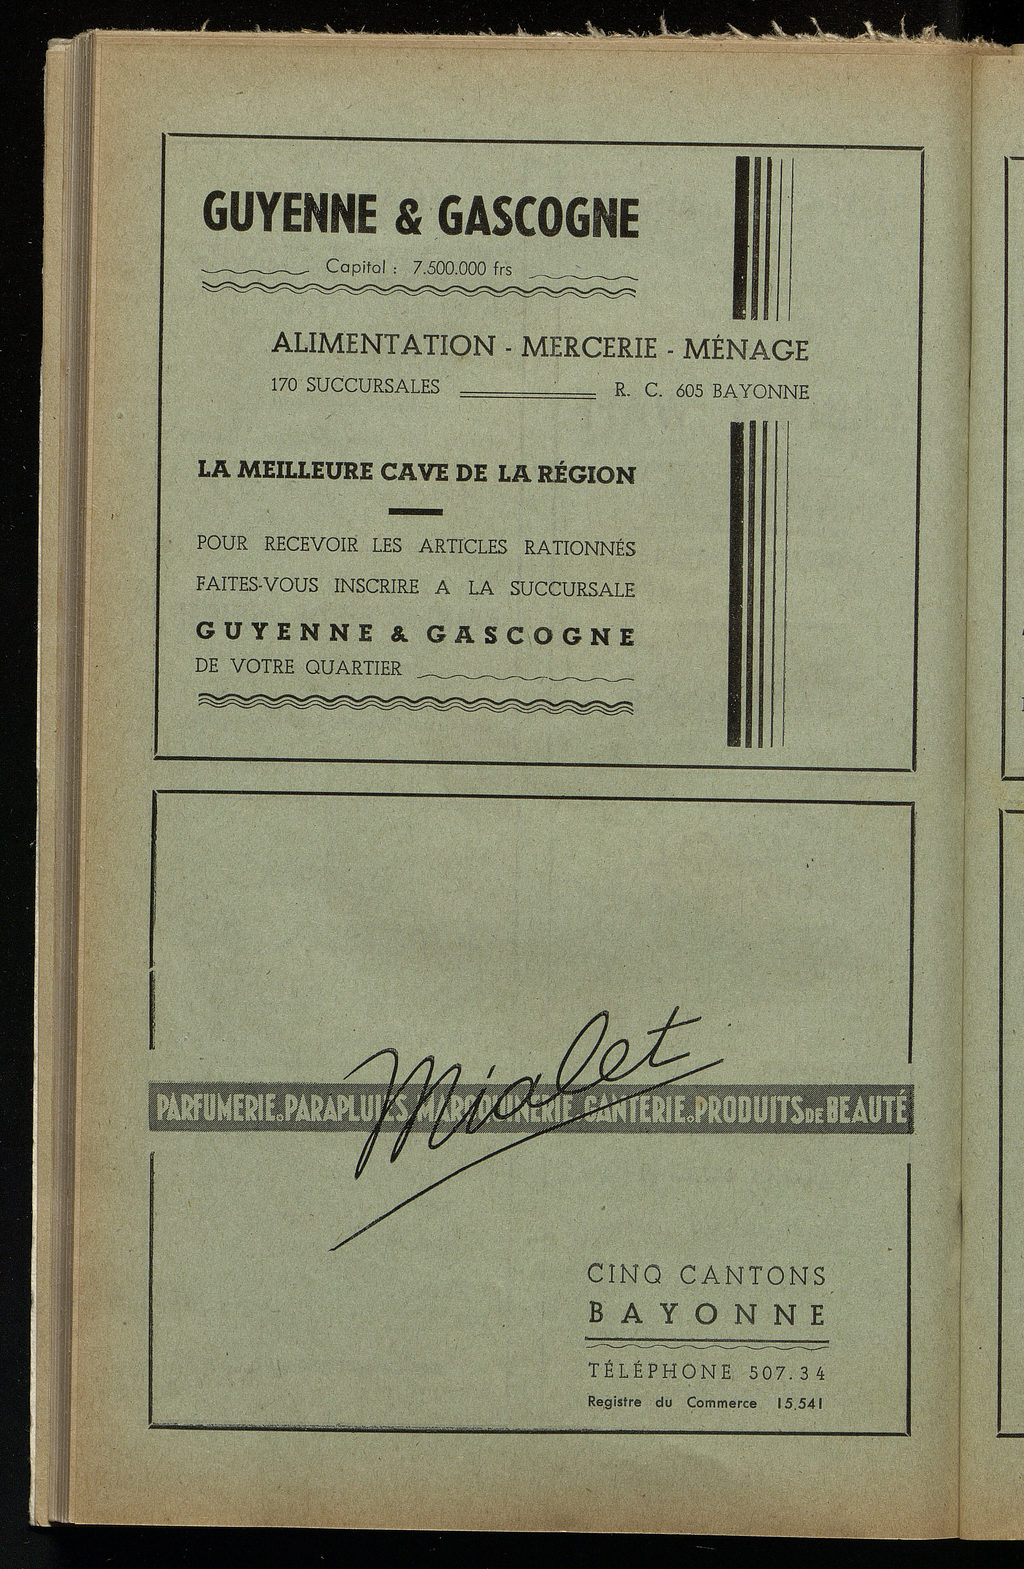 GUYENNE & GASCOGNE
Capital : 7.500.000 frs
ALIMENTATION - MERCERIE - MÉNAGE
170 SUCCURSALES R. C. 605 BAYONNE
LA MEILLEURE CAVE DE LA RÉGION
POUR RECEVOIR LES ARTICLES RATIONNÉS
FAITES-VOUS INSCRIRE A LA SUCCURSALE
GUYENNE & GASCOGNE
DE VOTRE QUARTIER
Mialet
PARFUMERIE. PARAPLUIES. MAROQUINERIE. GANTERIE. PRODUITS DE BEAUTÉ
CINQ CANTONS
BAYONNE
TÉLÉPHONE 507.34
Registre du Commerce 15.541